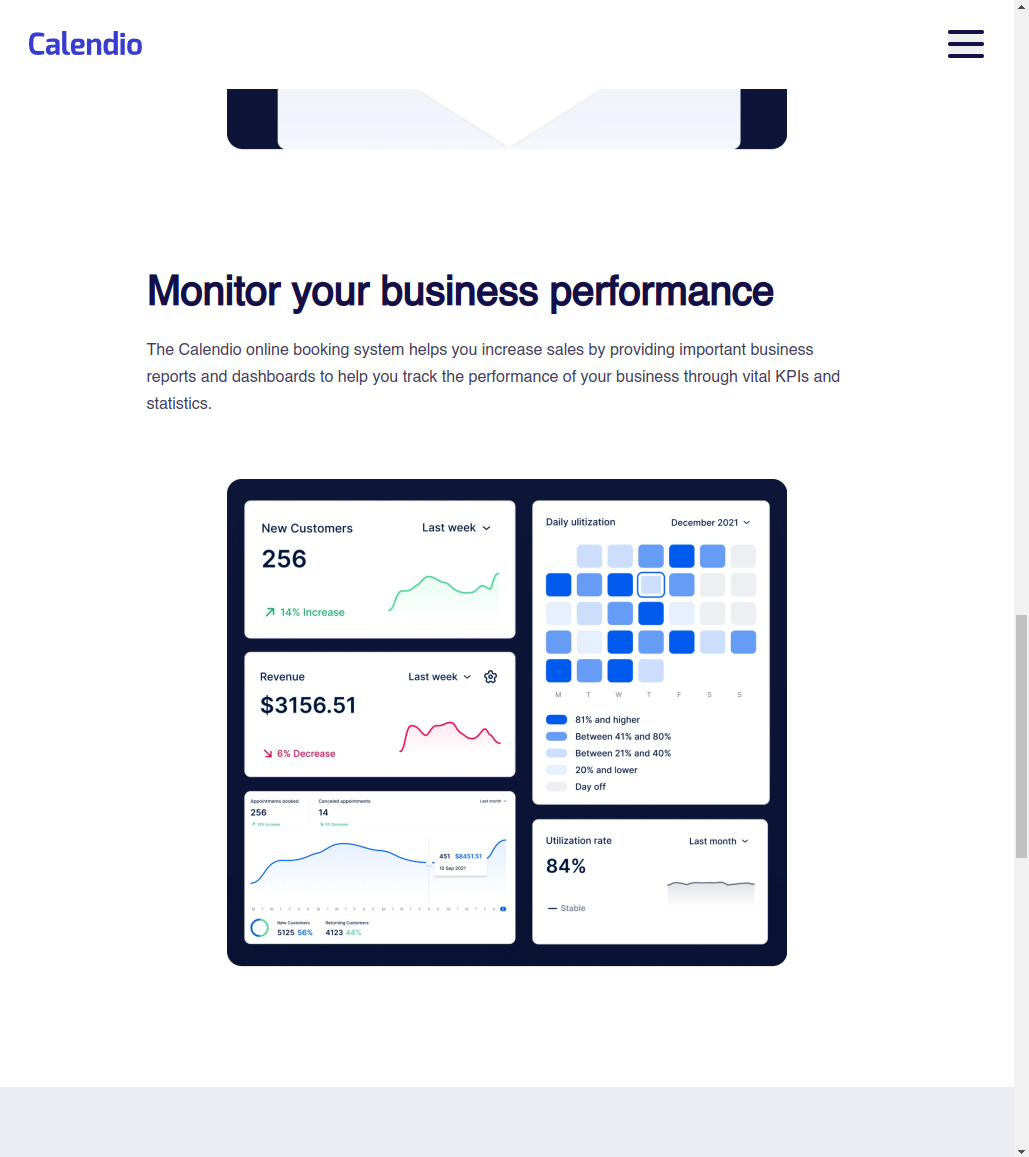 Calendio
Monitor your business performance
The Calendio online booking system helps you increase sales by providing important business
reports and dashboards to help you track the performance of your business through vital KPIs and
statistics.
New Customers
Last week
256
14% Increase
Revenue
Last week
$3156.51
6% Decrease
Appointments booked
Canceled appointments
Last month
256
14
14% Increase
451 $8451.51
10 Sep 2021
New Customers
Returning Customers
5125 56%
4123 44%
Daily ulitization
December 2021
M T W T F S S
81% and higher
Between 41% and 80%
Between 21% and 40%
20% and lower
Day off
Utilization rate
Last month
84%
Stable